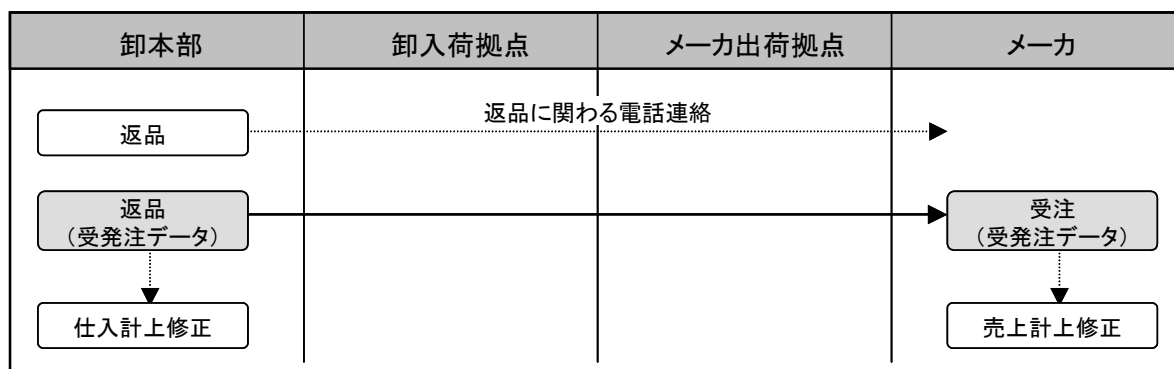 卸本部
卸入荷拠点
メーカ出荷拠点
メーカ
返品に関わる電話連絡
返品
返品
（受発注データ）
受注
（受発注データ）
仕入計上修正
売上計上修正